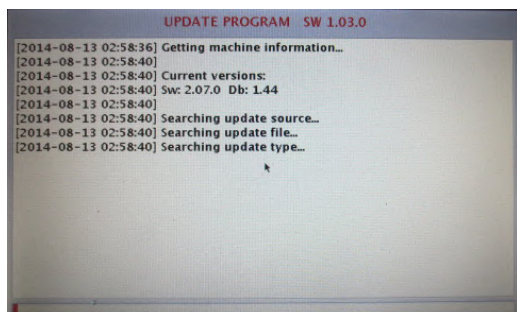 UPDATE PROGRAM SW 1.03.0
[2014-08-13 02:58:36] Getting machine information...
[2014-08-13 02:58:40]
[2014-08-13 02:58:40] Current versions:
[2014-08-13 02:58:40] Sw: 2.07.0 Db: 1.44
[2014-08-13 02:58:40]
[2014-08-13 02:58:40] Searching update source...
[2014-08-13 02:58:40] Searching update file...
[2014-08-13 02:58:40] Searching update type...